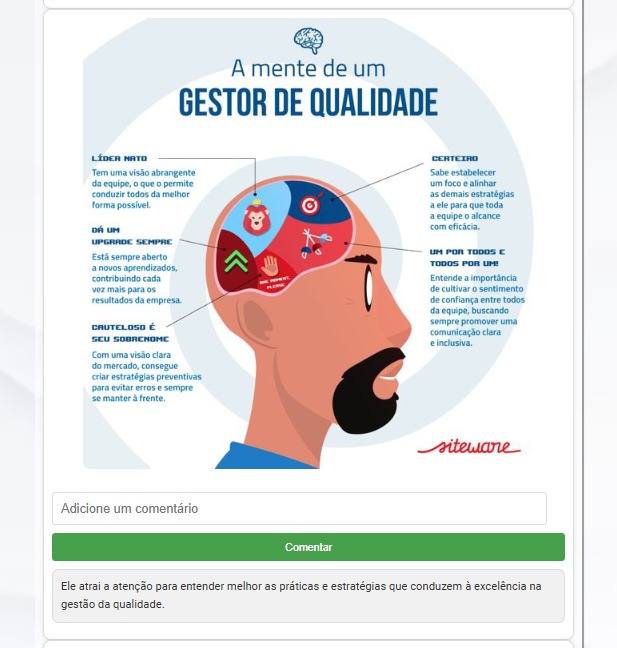 A mente de um
GESTOR DE QUALIDADE
LÍDER NATO
Tem uma visão abrangente
da equipe, o que o permite
conduzir todos da melhor
forma possível.
DÁ UM
UPGRADE SEMPRE
Está sempre aberto
a novos aprendizados,
contribuindo cada
vez mais para os
resultados da empresa.
CAUTELOSO É
SEU SOBRENOME
Com uma visão clara
do mercado, consegue
criar estratégias preventivas
para evitar erros e sempre
se manter à frente.
ONE MOMENT,
PLEASE
CERTEIRO
Sabe estabelecer
um foco e alinhar
as demais estratégias
a ele para que toda
a equipe o alcance
com eficácia.
UM POR TODOS E
TODOS POR UM!
Entende a importância
de cultivar o sentimento
de confiança entre todos
da equipe, buscando
sempre promover uma
comunicação clara
e inclusiva.
siteware
Adicione um comentário
Comentar
Ele atrai a atenção para entender melhor as práticas e estratégias que conduzem à excelência na
gestão da qualidade.